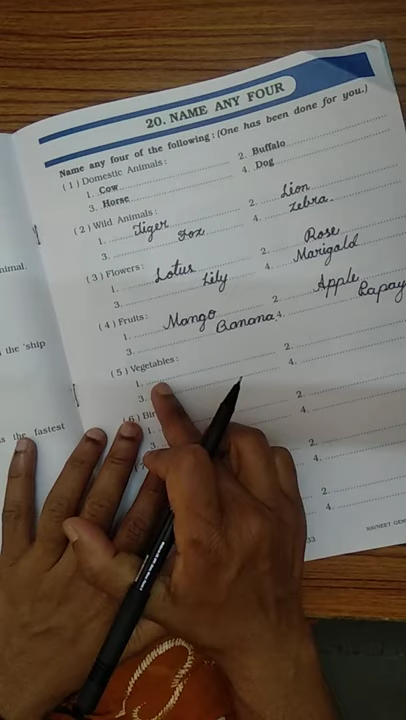 20. NAME ANY FOUR
Name any four of the following : (One has been done for you.)
( 1 ) Domestic Animals :
1. Cow 2. Buffalo
3. Horse 4. Dog
( 2 ) Wild Animals :
1. Tiger 2. Lion
3. Fox 4. Zebra
( 3 ) Flowers :
1. Lotus 2. Rose
3. Lily 4. Marigold
( 4 ) Fruits :
1. Mango 2. Apple
3. Banana 4. Papay
( 5 ) Vegetables :
1. 2.
3. 4.
( 6 ) Bir
1. 2.
3. 4.
2.
4.
2.
4.
nimal.
the 'ship
the fastest
33
NAVNEET GEN